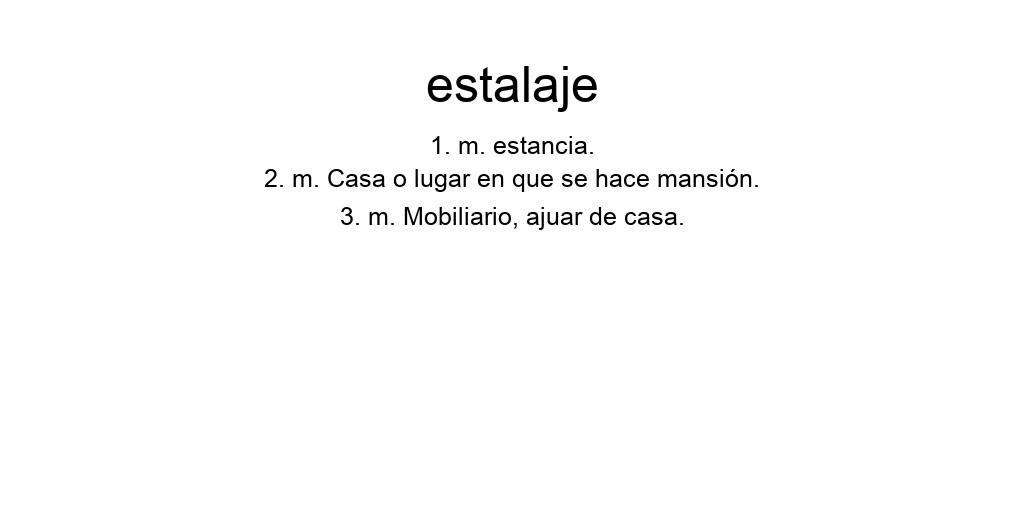 estalaje
1. m. estancia.
2. m. Casa o lugar en que se hace mansión.
3. m. Mobiliario, ajuar de casa.